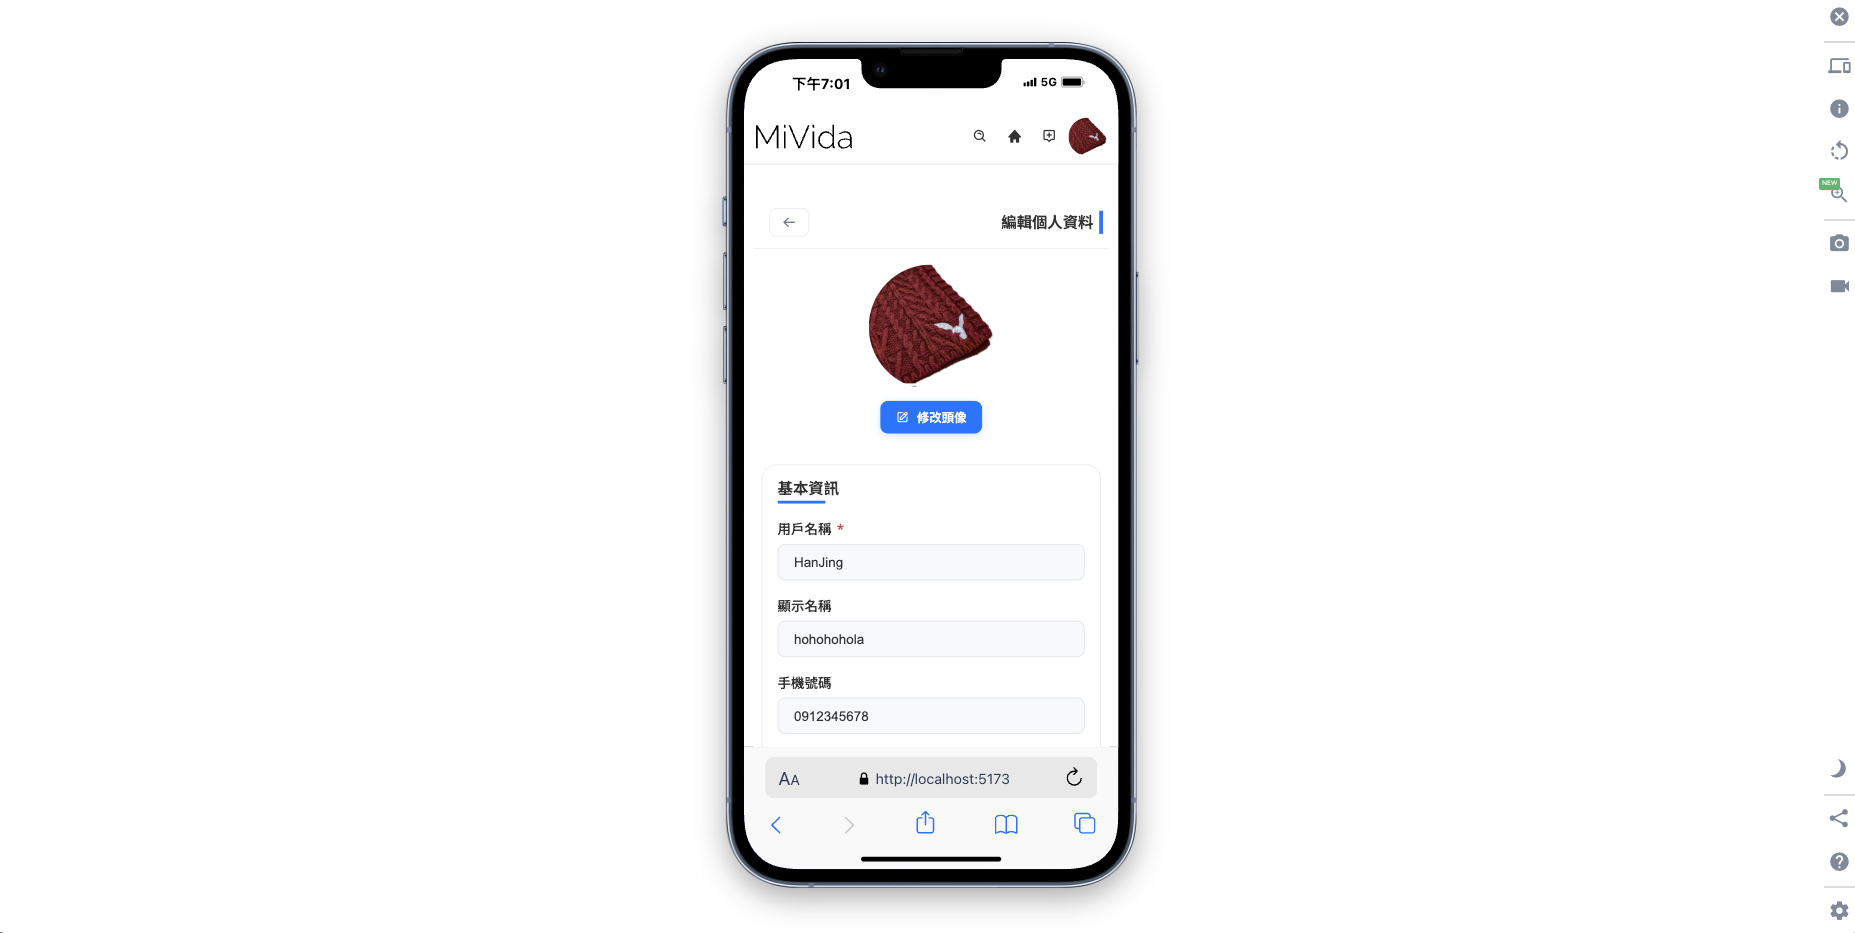 下午7:01
5G
MiVida
編輯個人資料
修改頭像
基本資訊
用戶名稱 *
HanJing
顯示名稱
hohohohola
手機號碼
0912345678
AA
http://localhost:5173
NEW